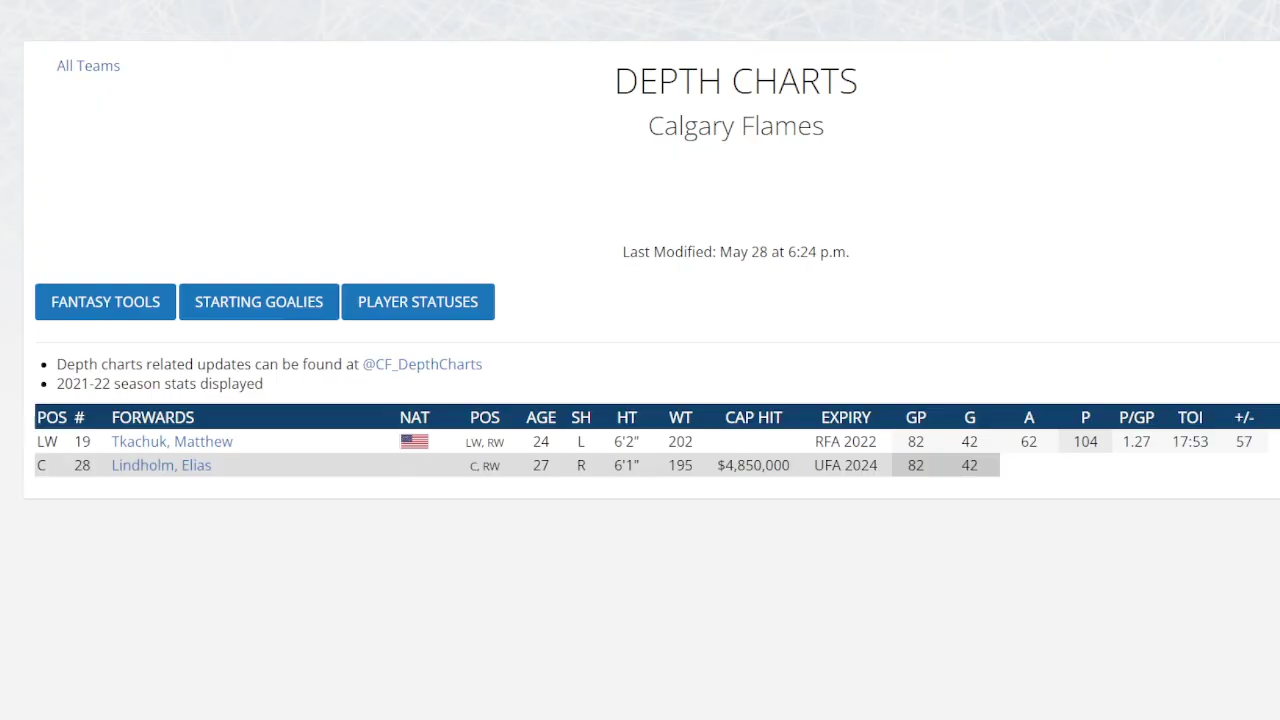 All Teams
DEPTH CHARTS
Calgary Flames
Last Modified: May 28 at 6:24 p.m.
FANTASY TOOLS STARTING GOALIES PLAYER STATUSES
• Depth charts related updates can be found at @CF_DepthCharts
• 2021-22 season stats displayed
POS # FORWARDS NAT POS AGE SH HT WT CAP HIT EXPIRY GP G A P P/GP TOI +/-
LW 19 Tkachuk, Matthew LW, RW 24 L 6'2" 202 RFA 2022 82 42 62 104 1.27 17:53 57
C 28 Lindholm, Elias C, RW 27 R 6'1" 195 $4,850,000 UFA 2024 82 42